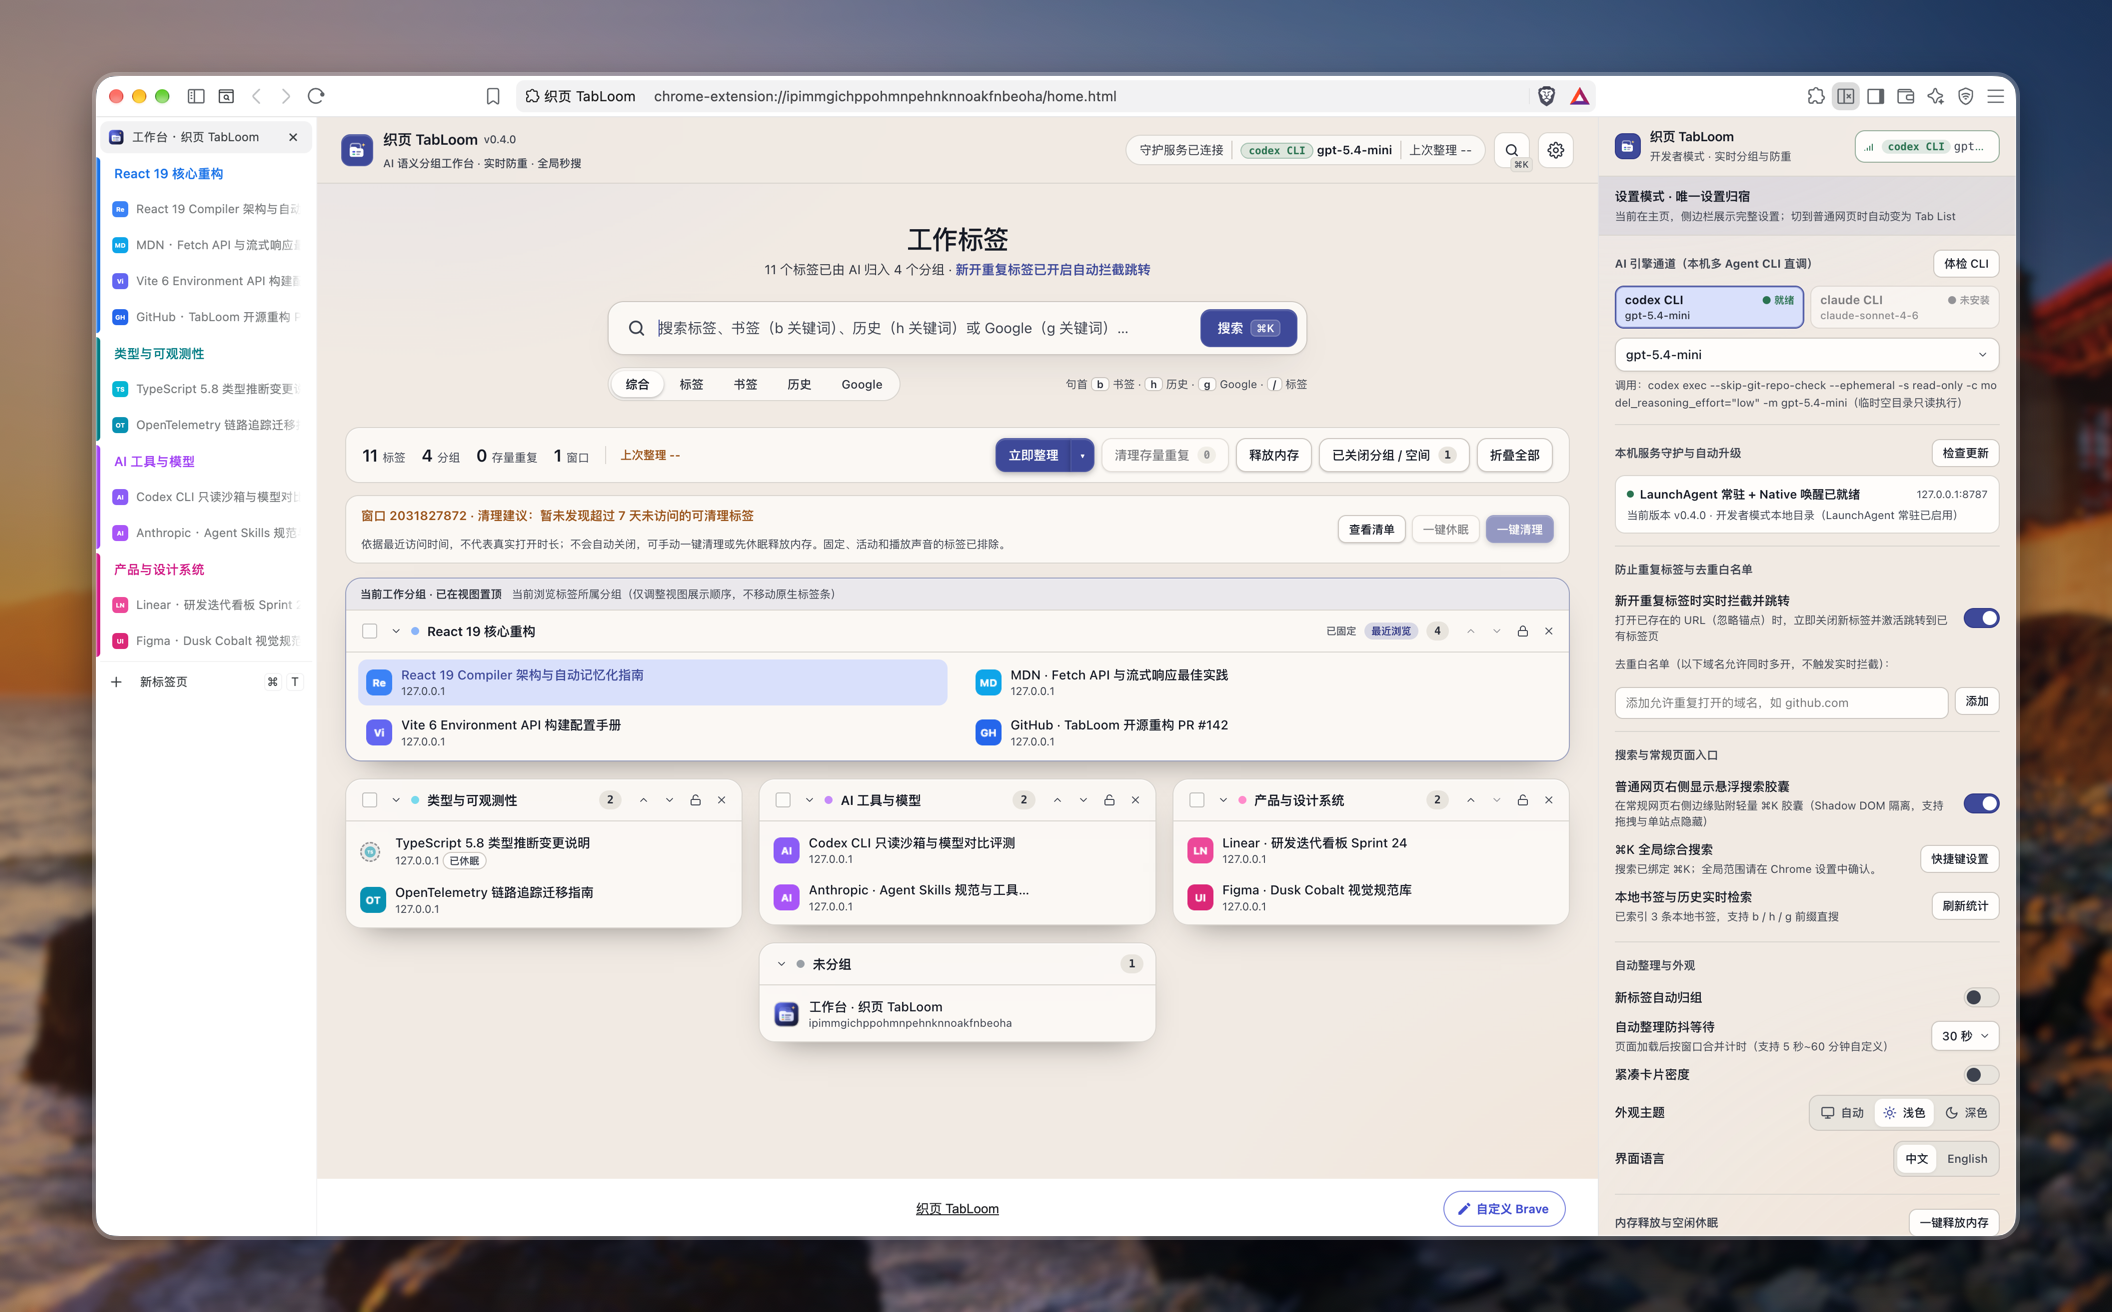 织页 TabLoom
chrome-extension://ipimmgichppohmnpehnknnoakfnbeoha/home.html
工作台 · 织页 TabLoom
React 19 核心重构
Re
React 19 Compiler 架构与自动
MD
MDN · Fetch API 与流式响应
Vi
Vite 6 Environment API 构建配
GH
GitHub · TabLoom 开源重构
类型与可观测性
TS
TypeScript 5.8 类型推断变更
OT
OpenTelemetry 链路追踪迁移
AI 工具与模型
AI
Codex CLI 只读沙箱与模型对
AI
Anthropic · Agent Skills 规范
产品与设计系统
LN
Linear · 研发迭代看板 Sprint
UI
Figma · Dusk Cobalt 视觉规范
新标签页
⌘ T
织页 TabLoom v0.4.0
AI 语义分组工作台 · 实时防重 · 全局秒搜
守护服务已连接 codex CLI gpt-5.4-mini 上次整理 --
⌘K
工作标签
11 个标签已由 AI 归入 4 个分组 · 新开重复标签已开启自动拦截跳转
搜索标签、书签（b 关键词）、历史（h 关键词）或 Google（g 关键词）...
搜索 ⌘K
综合 标签 书签 历史 Google
句首 b 书签 · h 历史 · g Google · / 标签
11 标签 4 分组 0 存量重复 1 窗口 上次整理 --
立即整理 清理存量重复 0 释放内存 已关闭分组 / 空间 1 折叠全部
窗口 2031827872 · 清理建议：暂未发现超过 7 天未访问的可清理标签
依据最近访问时间，不代表真实打开时长；不会自动关闭，可手动一键清理或先休眠释放内存。固定、活动和播放声音的标签已排除。
查看清单 一键休眠 一键清理
当前工作分组 · 已在视图置顶 当前浏览标签所属分组（仅调整视图展示顺序，不移动原生标签条）
React 19 核心重构
已固定 最近浏览 4
Re
React 19 Compiler 架构与自动记忆化指南
127.0.0.1
MD
MDN · Fetch API 与流式响应最佳实践
127.0.0.1
Vi
Vite 6 Environment API 构建配置手册
127.0.0.1
GH
GitHub · TabLoom 开源重构 PR #142
127.0.0.1
类型与可观测性 2
TypeScript 5.8 类型推断变更说明
127.0.0.1 已休眠
OT
OpenTelemetry 链路追踪迁移指南
127.0.0.1
AI 工具与模型 2
AI
Codex CLI 只读沙箱与模型对比评测
127.0.0.1
AI
Anthropic · Agent Skills 规范与工具...
127.0.0.1
产品与设计系统 2
LN
Linear · 研发迭代看板 Sprint 24
127.0.0.1
UI
Figma · Dusk Cobalt 视觉规范库
127.0.0.1
未分组 1
工作台 · 织页 TabLoom
ipimmgichppohmnpehnknnoakfnbeoha
织页 TabLoom
自定义 Brave
织页 TabLoom
开发者模式 · 实时分组与防重
codex CLI gpt...
设置模式 · 唯一设置归宿
当前在主页，侧边栏展示完整设置；切到普通网页时自动变为 Tab List
AI 引擎通道（本机多 Agent CLI 直调）
体检 CLI
codex CLI 就绪
gpt-5.4-mini
claude CLI 未安装
claude-sonnet-4-6
gpt-5.4-mini
调用：codex exec --skip-git-repo-check --ephemeral -s read-only -c mo
del_reasoning_effort="low" -m gpt-5.4-mini（临时空目录只读执行）
本机服务守护与自动升级
检查更新
LaunchAgent 常驻 + Native 唤醒已就绪 127.0.0.1:8787
当前版本 v0.4.0 · 开发者模式本地目录（LaunchAgent 常驻已启用）
防止重复标签与去重白名单
新开重复标签时实时拦截并跳转
打开已存在的 URL（忽略锚点）时，立即关闭新标签并激活跳转到已
有标签页
去重白名单（以下域名允许同时多开，不触发实时拦截）：
添加允许重复打开的域名，如 github.com
添加
搜索与常规页面入口
普通网页右侧显示悬浮搜索胶囊
在常规网页右侧边缘贴附轻量 ⌘K 胶囊（Shadow DOM 隔离，支持
拖拽与单站点隐藏）
⌘K 全局综合搜索
搜索已绑定 ⌘K；全局范围请在 Chrome 设置中确认。
快捷键设置
本地书签与历史实时检索
已索引 3 条本地书签，支持 b / h / g 前缀直搜
刷新统计
自动整理与外观
新标签自动归组
自动整理防抖等待
页面加载后按窗口合并计时（支持 5 秒~60 分钟自定义）
30 秒
紧凑卡片密度
外观主题
自动 浅色 深色
界面语言
中文 English
内存释放与空闲休眠
一键释放内存